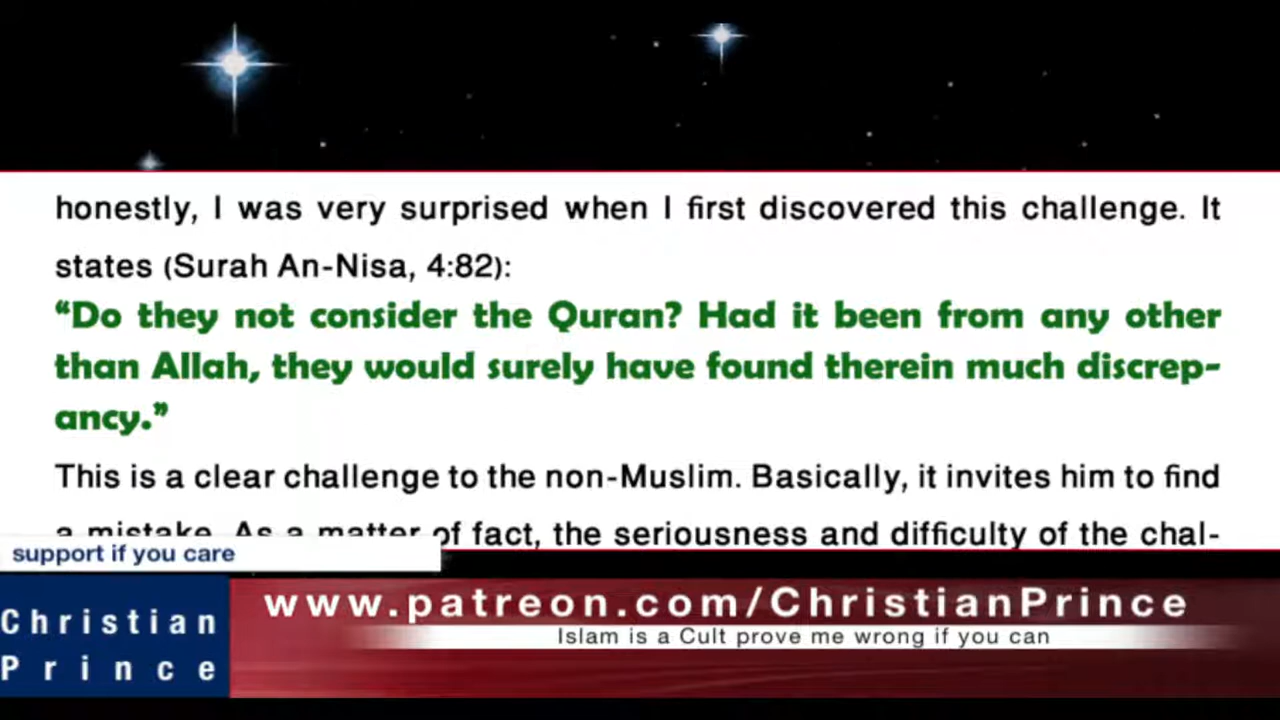 honestly, I was very surprised when I first discovered this challenge. It
states (Surah An-Nisa, 4:82):
“Do they not consider the Quran? Had it been from any other
than Allah, they would surely have found therein much discrep-
ancy.”
This is a clear challenge to the non-Muslim. Basically, it invites him to find
a mistake. As a matter of fact, the seriousness and difficulty of the chal-
support if you care
Christian
Prince
www.patreon.com/ChristianPrince
Islam is a Cult prove me wrong if you can